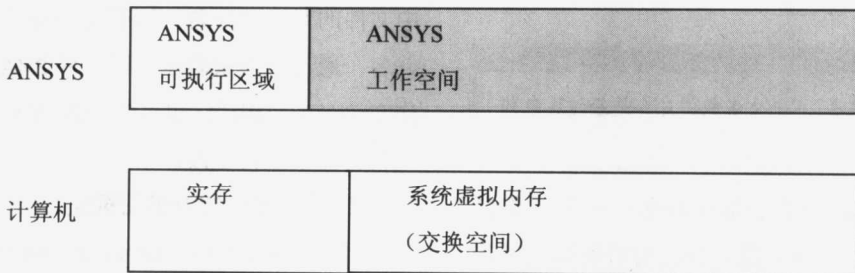 ANSYS
ANSYS
可执行区域
ANSYS
工作空间
计算机
实存
系统虚拟内存
（交换空间）